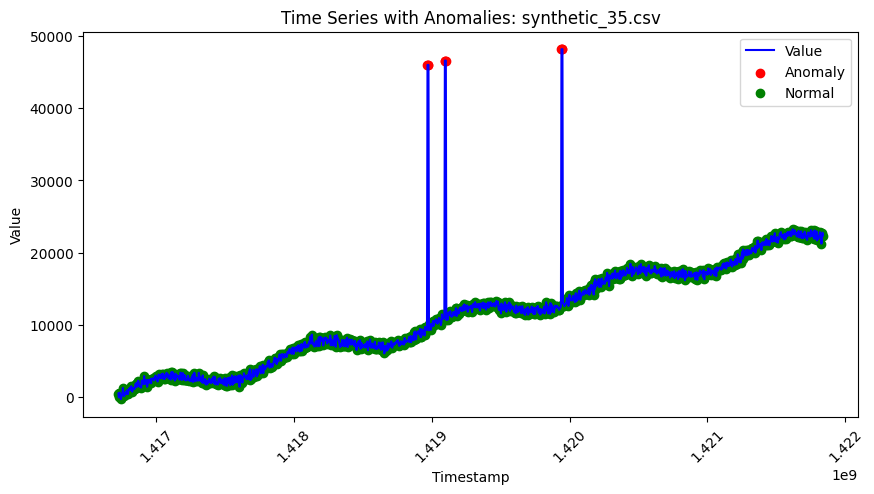 Time Series with Anomalies: synthetic_35.csv
50000
40000
30000
20000
10000
0
Value
Value
Anomaly
Normal
1.417
1.418
1.419
1.420
1.421
1.422
1e9
Timestamp